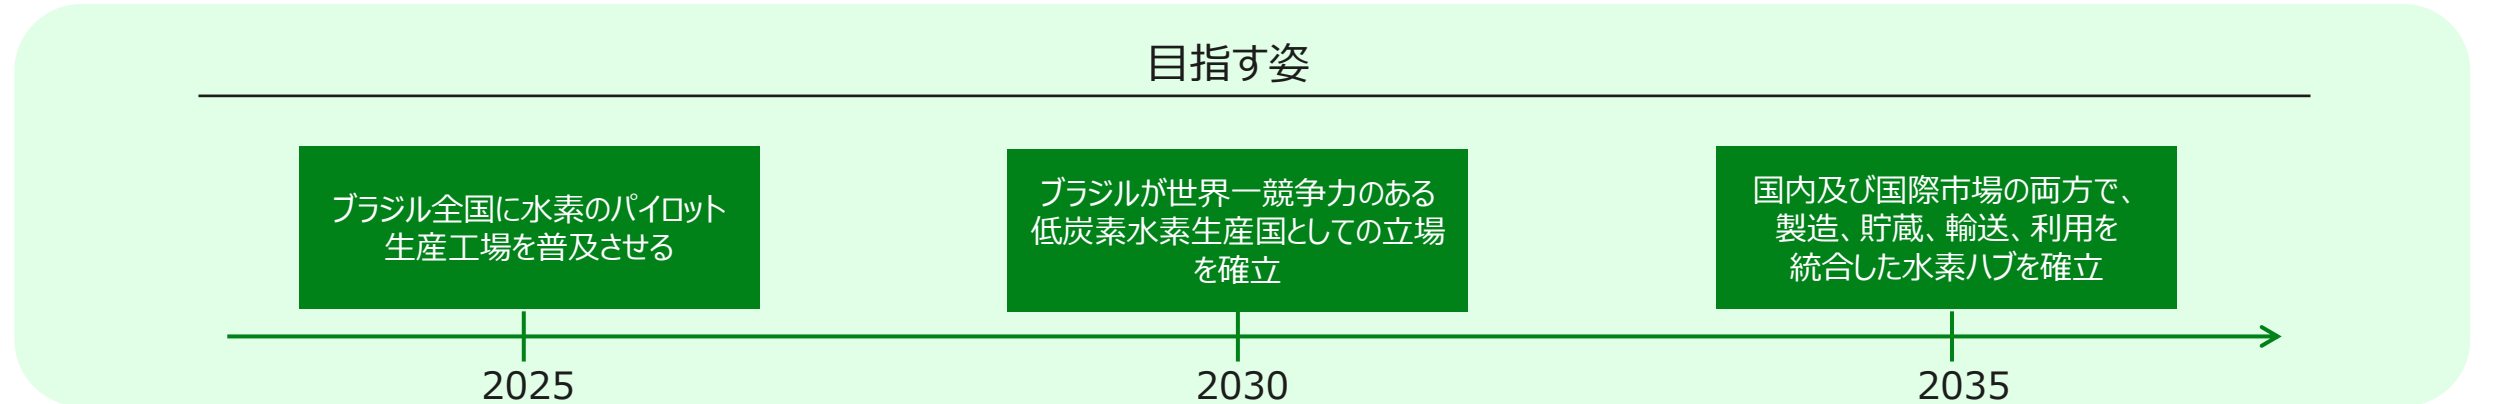 目指す姿
ブラジル全国に水素のパイロット
生産工場を普及させる
ブラジルが世界一競争力のある
低炭素水素生産国としての立場
を確立
国内及び国際市場の両方で、
製造、貯蔵、輸送、利用を
統合した水素ハブを確立
2025
2030
2035